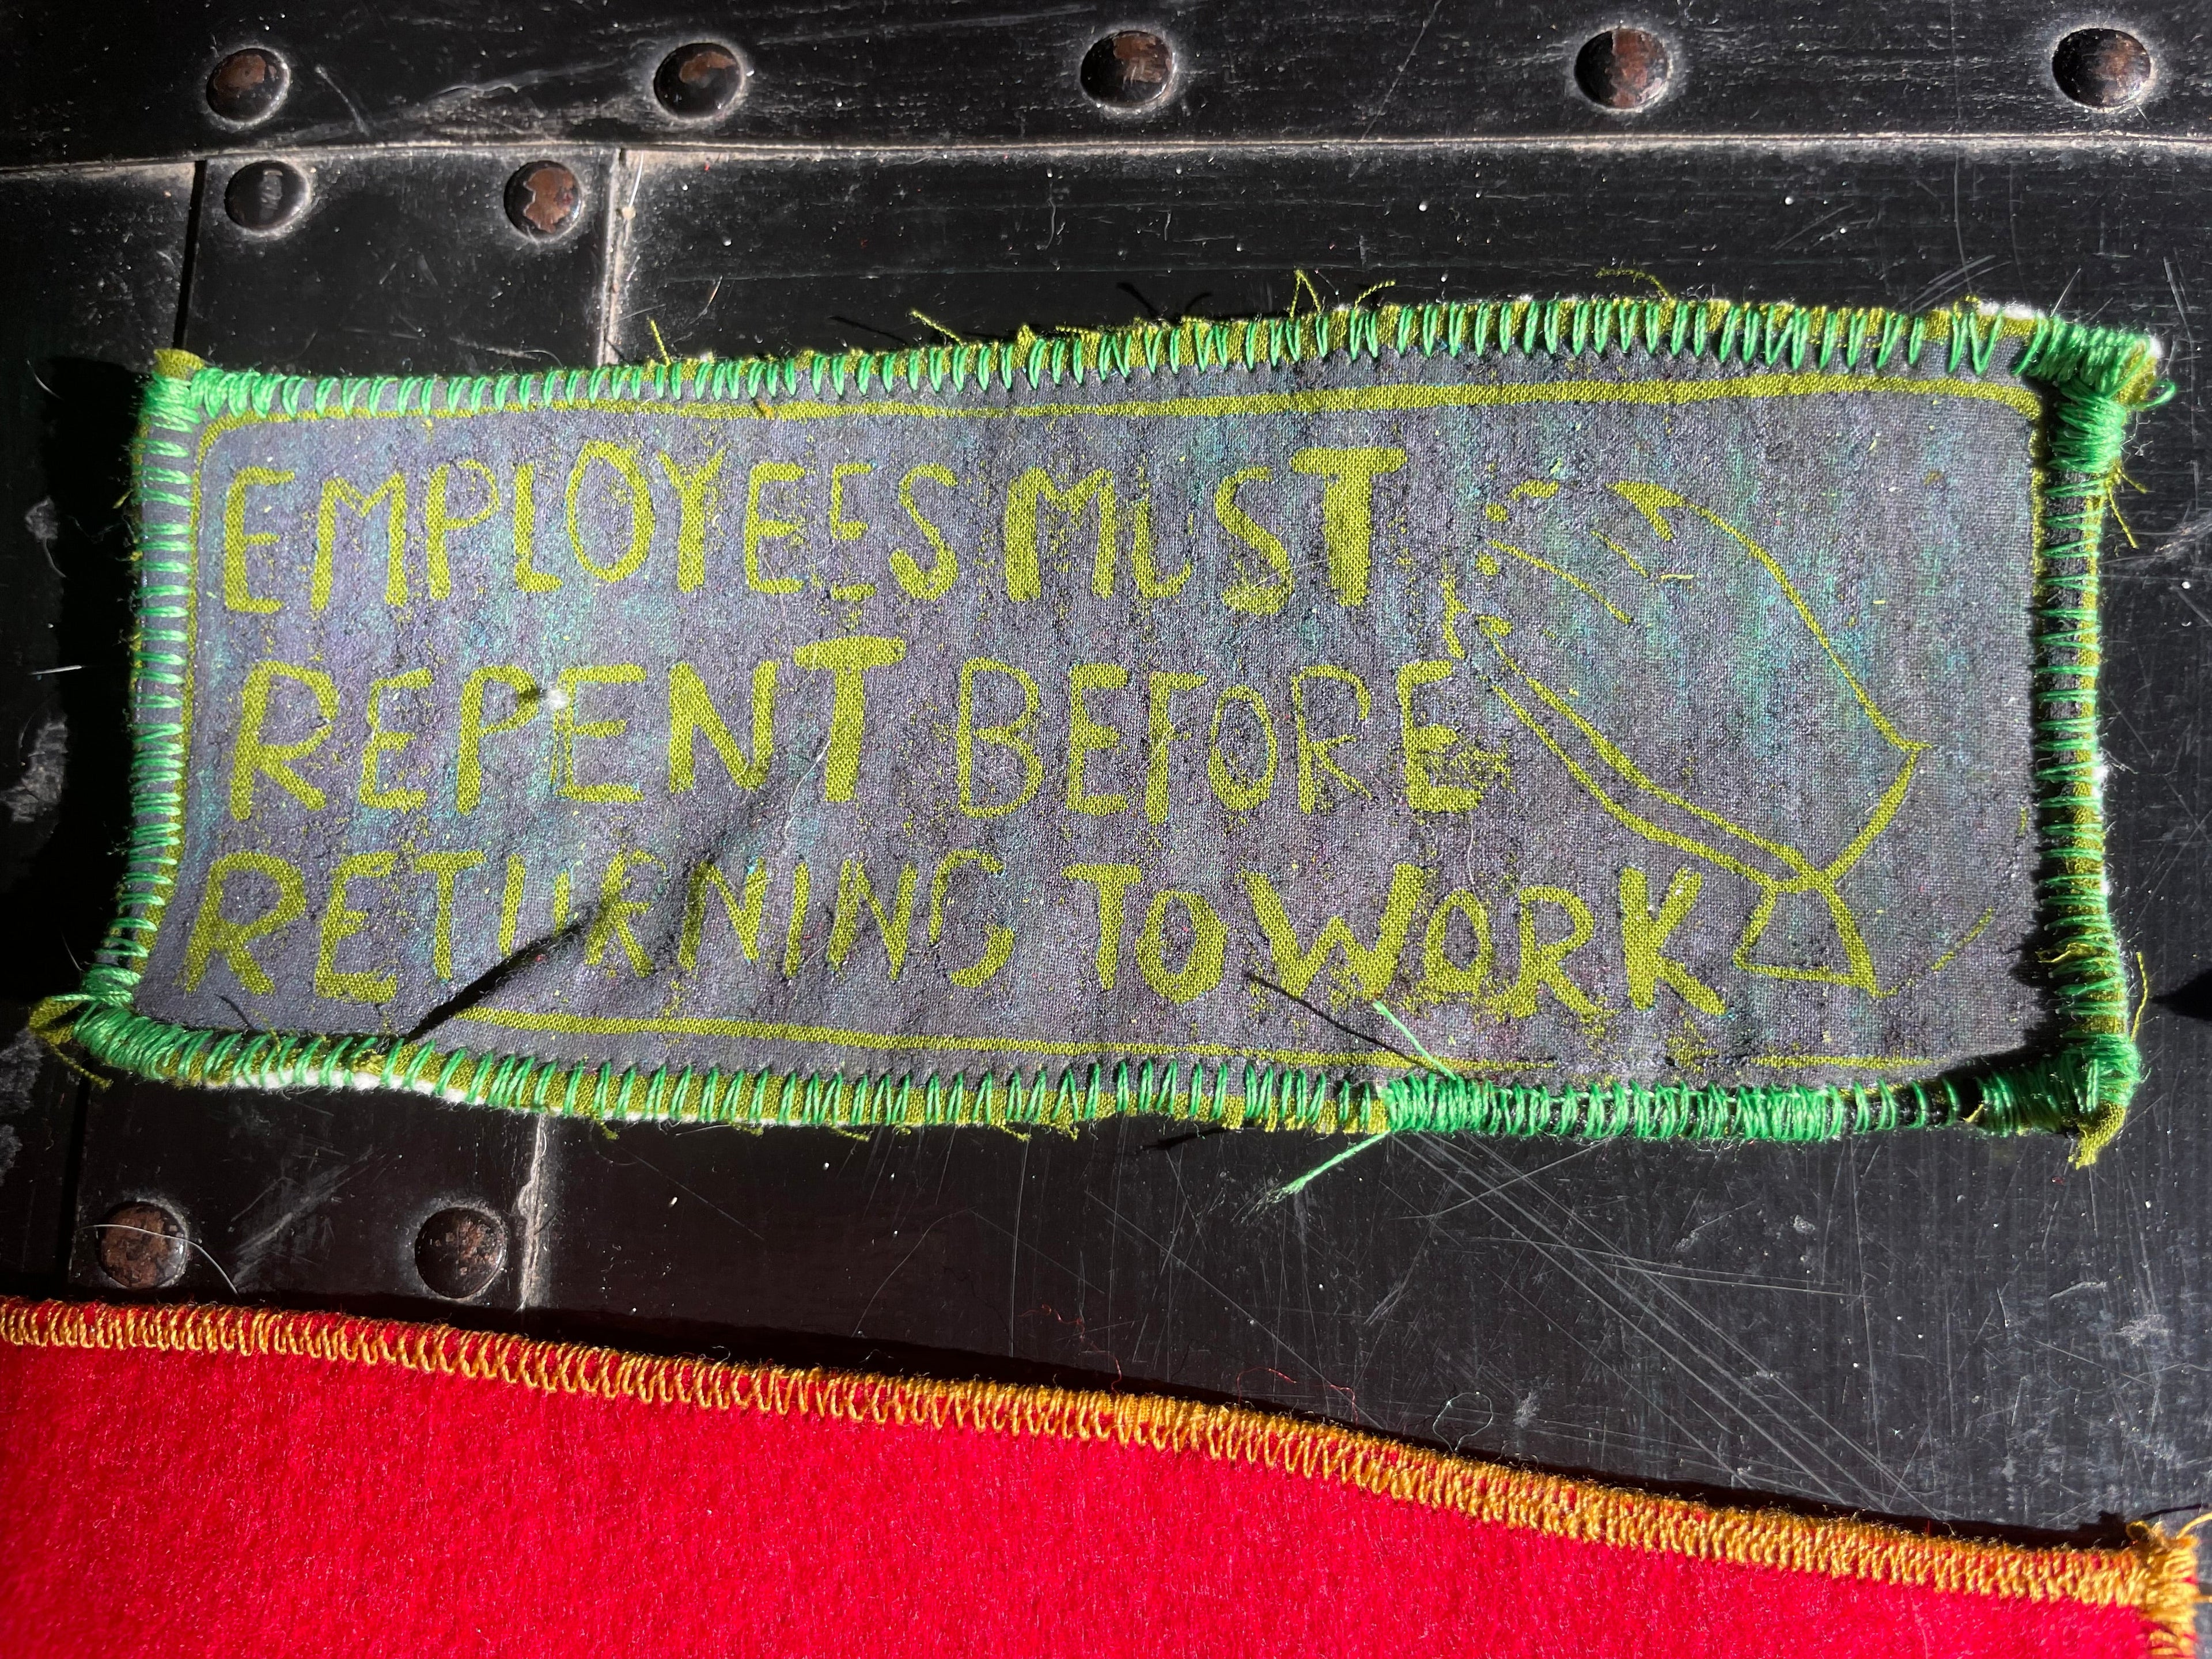 EMPLOYEES MUST
REPENT BEFORE
RETURNING TO WORK